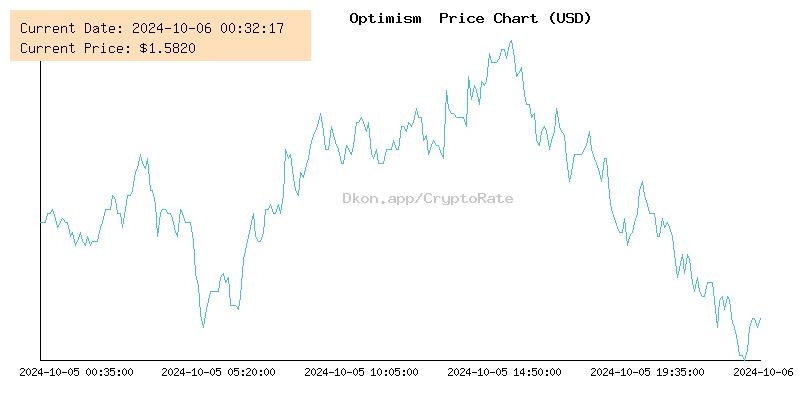 Optimism  Price Chart (USD)
Current Date: 2024-10-06 00:32:17
Current Price: $1.5820
Dkon.app/CryptoRate
2024-10-05 00:35:00 2024-10-05 05:20:00 2024-10-05 10:05:00 2024-10-05 14:50:00 2024-10-05 19:35:00 2024-10-06